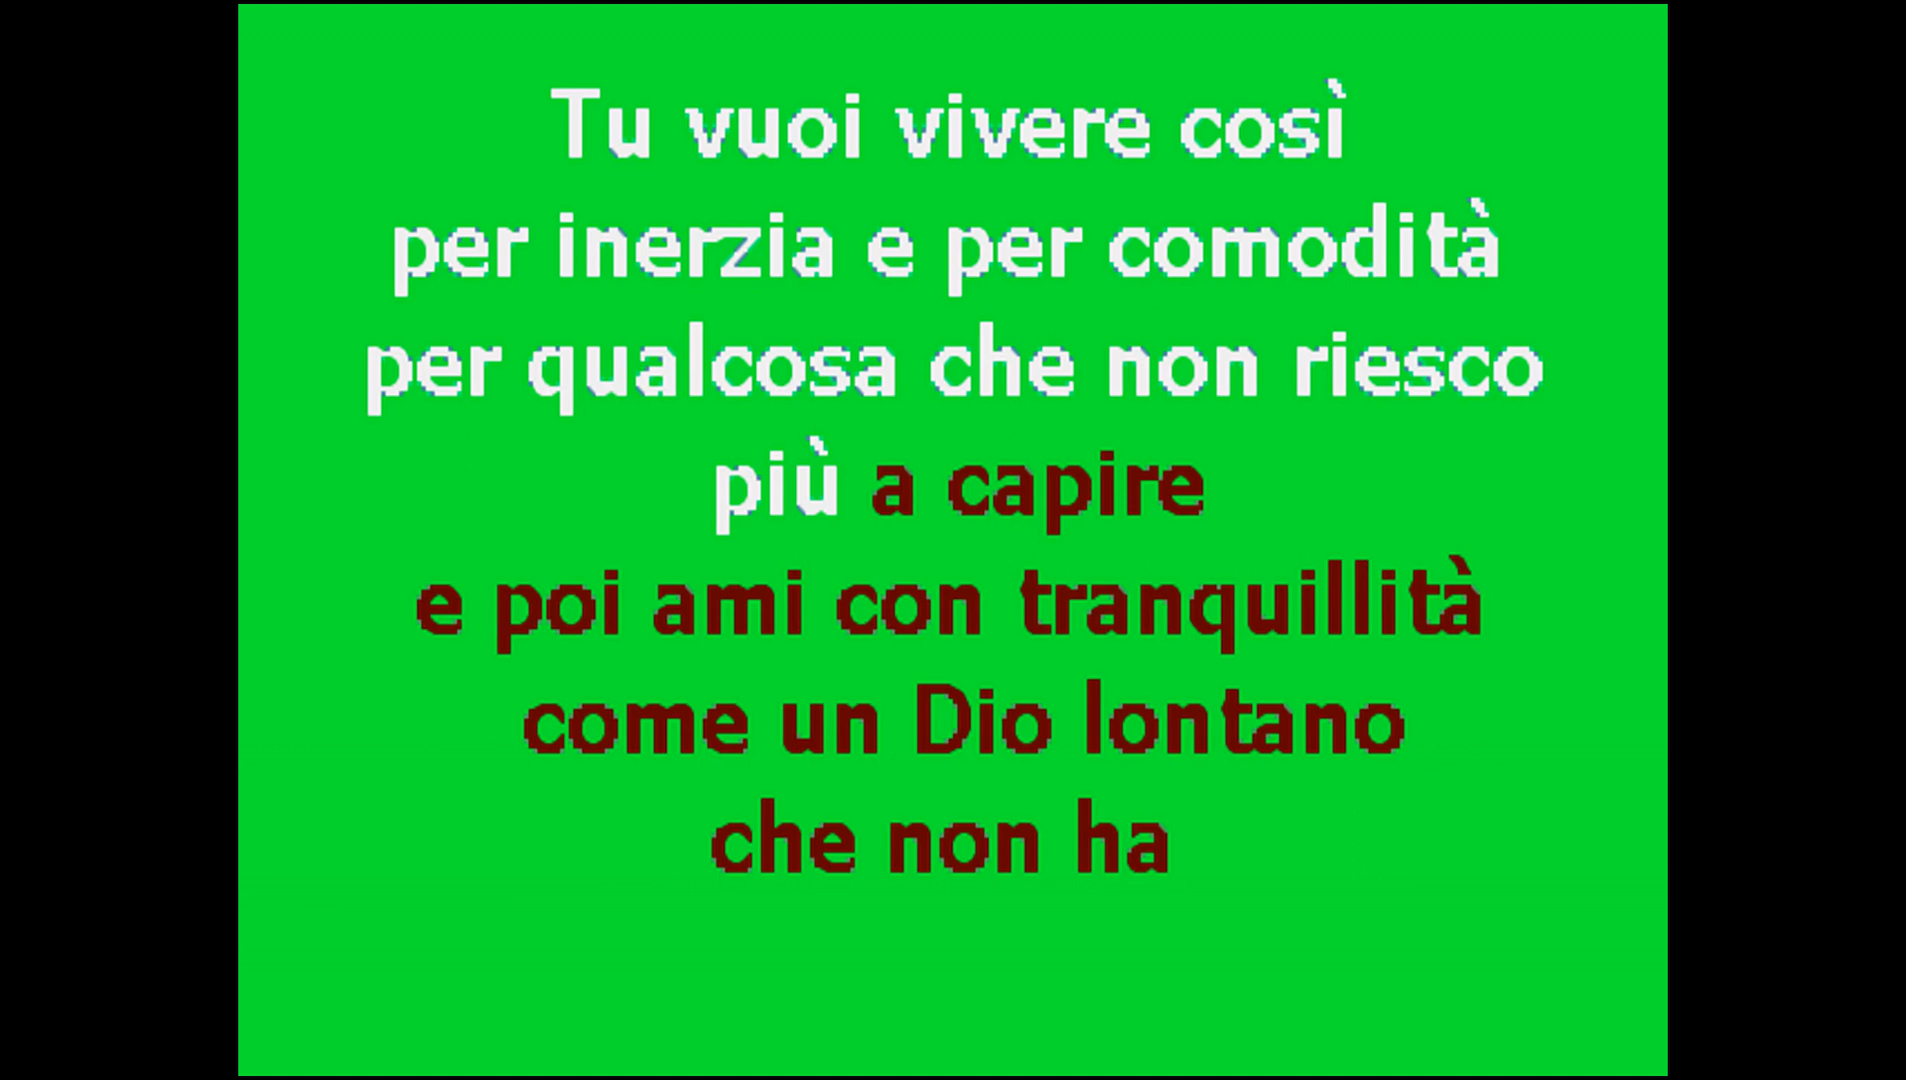 Tu vuoi vivere così
per inerzia e per comodità
per qualcosa che non riesco
più a capire
e poi ami con tranquillità
come un Dio lontano
che non ha